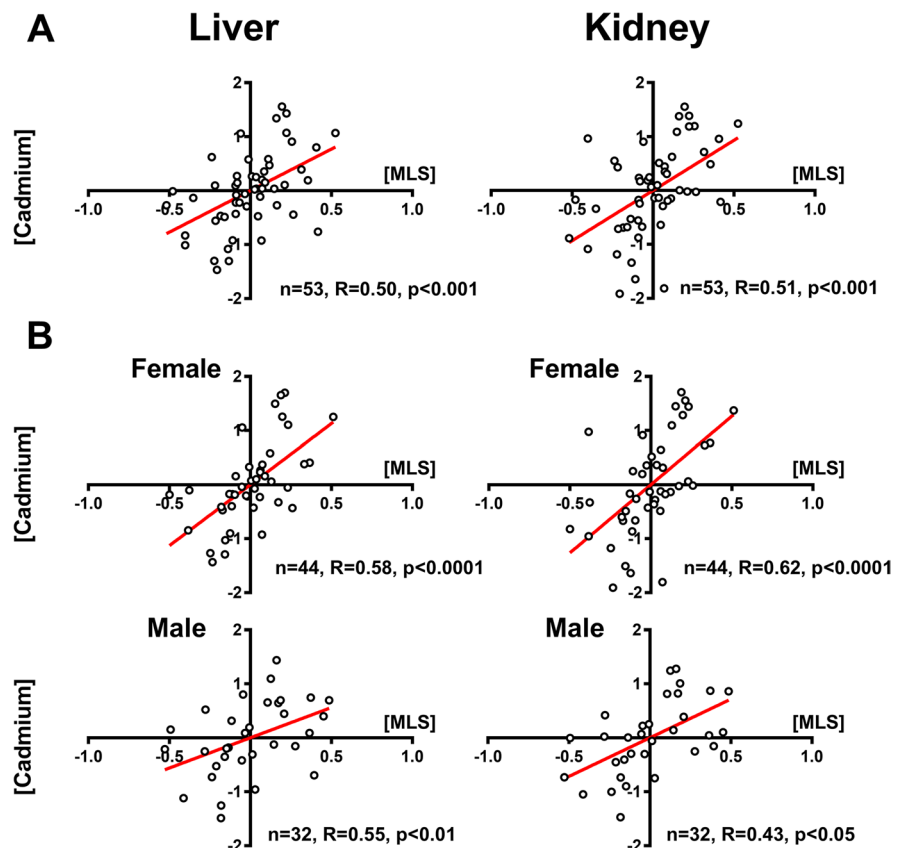 A Liver Kidney
2 2
1 1
[Cadmium] [MLS] [MLS]
-1.0 -0.5 0.5 1.0 -1.0 -0.5 0.5 1.0
-1 -1
-2 n=53, R=0.50, p<0.001 -2 n=53, R=0.51, p<0.001
B
Female Female
2 2
1 1
[Cadmium] [MLS] [MLS]
-1.0 -0.5 0.5 1.0 -1.0 -0.5 0.5 1.0
-1 -1
n=44, R=0.58, p<0.0001 n=44, R=0.62, p<0.0001
-2 -2
Male Male
2 2
1 1
[Cadmium] [MLS] [MLS]
-1.0 -0.5 0.5 1.0 -1.0 -0.5 0.5 1.0
-1 -1
n=32, R=0.55, p<0.01 n=32, R=0.43, p<0.05
-2 -2